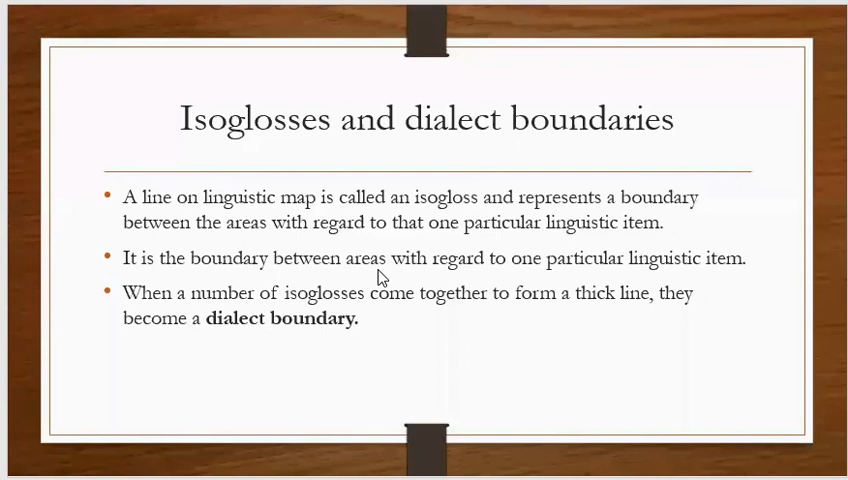 Isoglosses and dialect boundaries
• A line on linguistic map is called an isogloss and represents a boundary
between the areas with regard to that one particular linguistic item.
• It is the boundary between areas with regard to one particular linguistic item.
• When a number of isoglosses come together to form a thick line, they
become a dialect boundary.